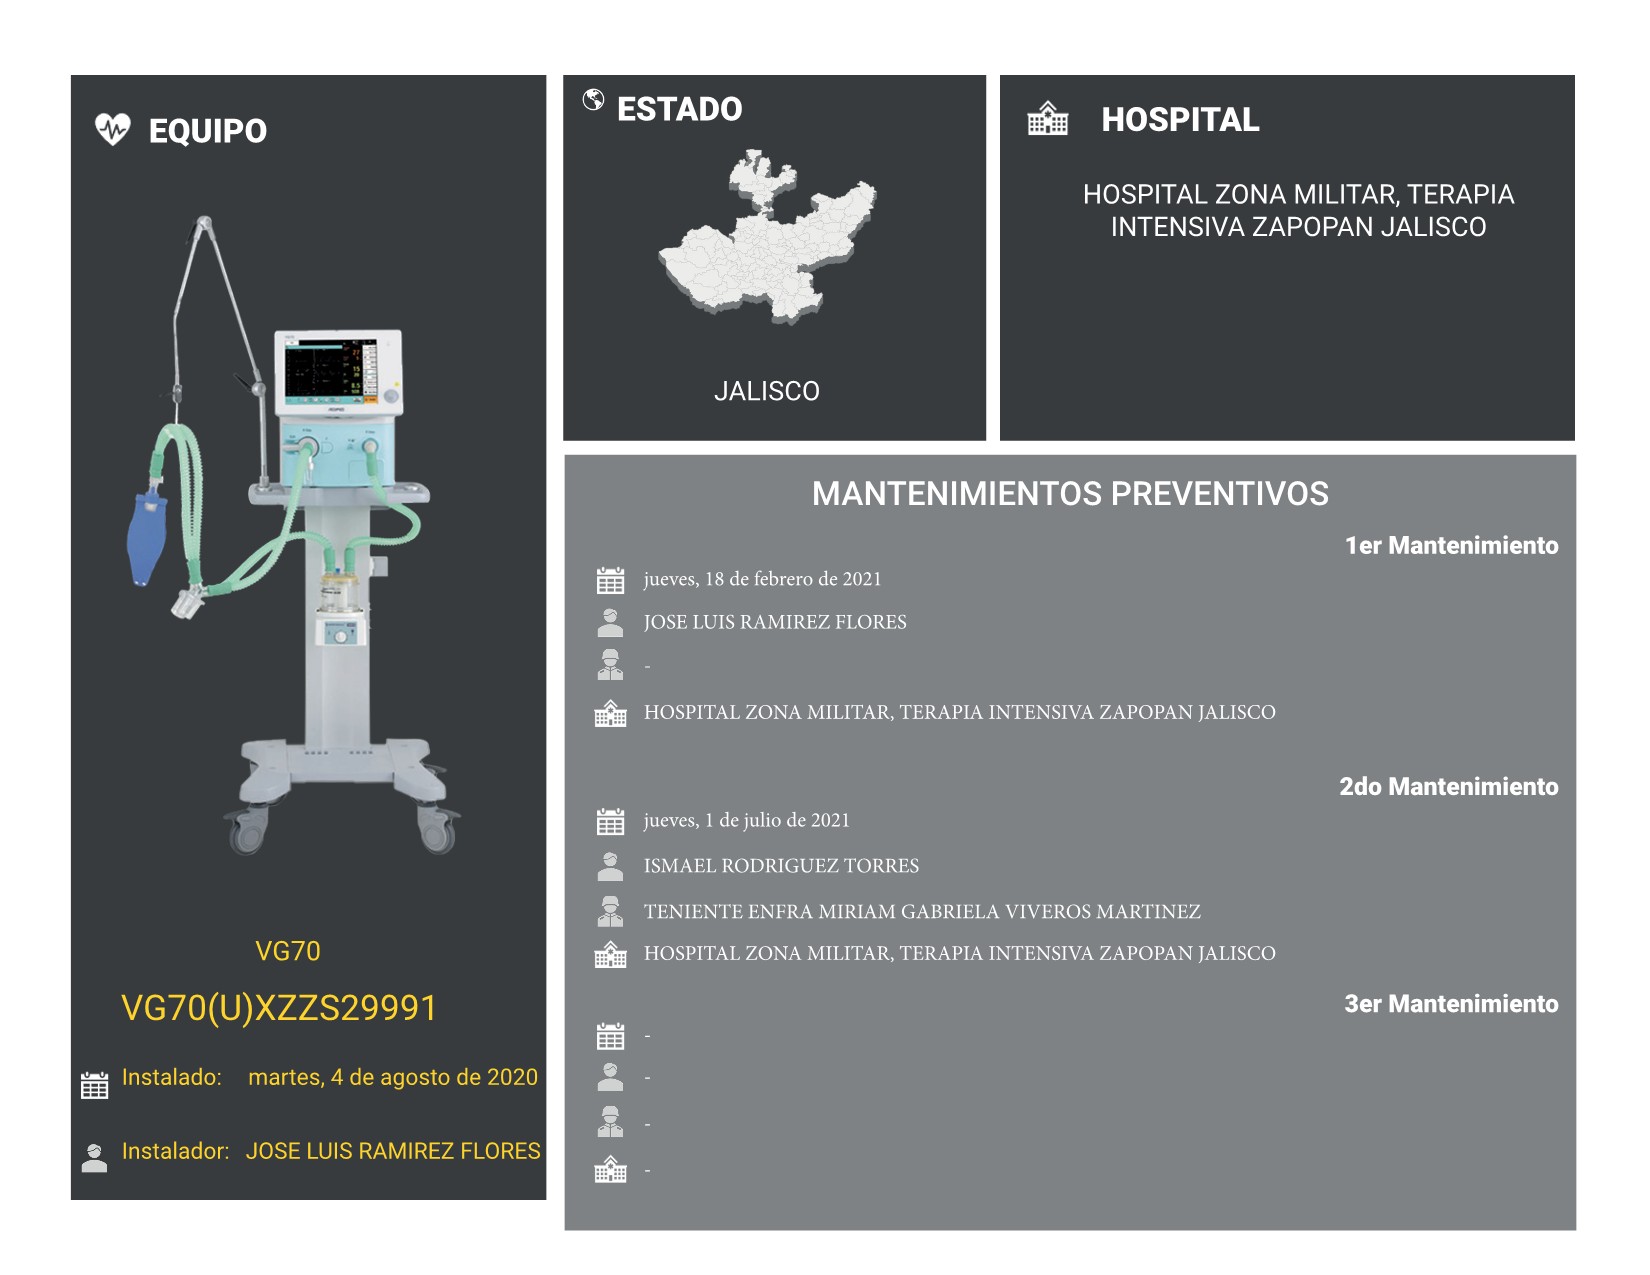 EQUIPO
VG70
VG70(U)XZZS29991
Instalado: martes, 4 de agosto de 2020
Instalador: JOSE LUIS RAMIREZ FLORES
ESTADO
JALISCO
HOSPITAL
HOSPITAL ZONA MILITAR, TERAPIA
INTENSIVA ZAPOPAN JALISCO
MANTENIMIENTOS PREVENTIVOS
1er Mantenimiento
jueves, 18 de febrero de 2021
JOSE LUIS RAMIREZ FLORES
-
HOSPITAL ZONA MILITAR, TERAPIA INTENSIVA ZAPOPAN JALISCO
2do Mantenimiento
jueves, 1 de julio de 2021
ISMAEL RODRIGUEZ TORRES
TENIENTE ENFRA MIRIAM GABRIELA VIVEROS MARTINEZ
HOSPITAL ZONA MILITAR, TERAPIA INTENSIVA ZAPOPAN JALISCO
3er Mantenimiento
-
-
-
-